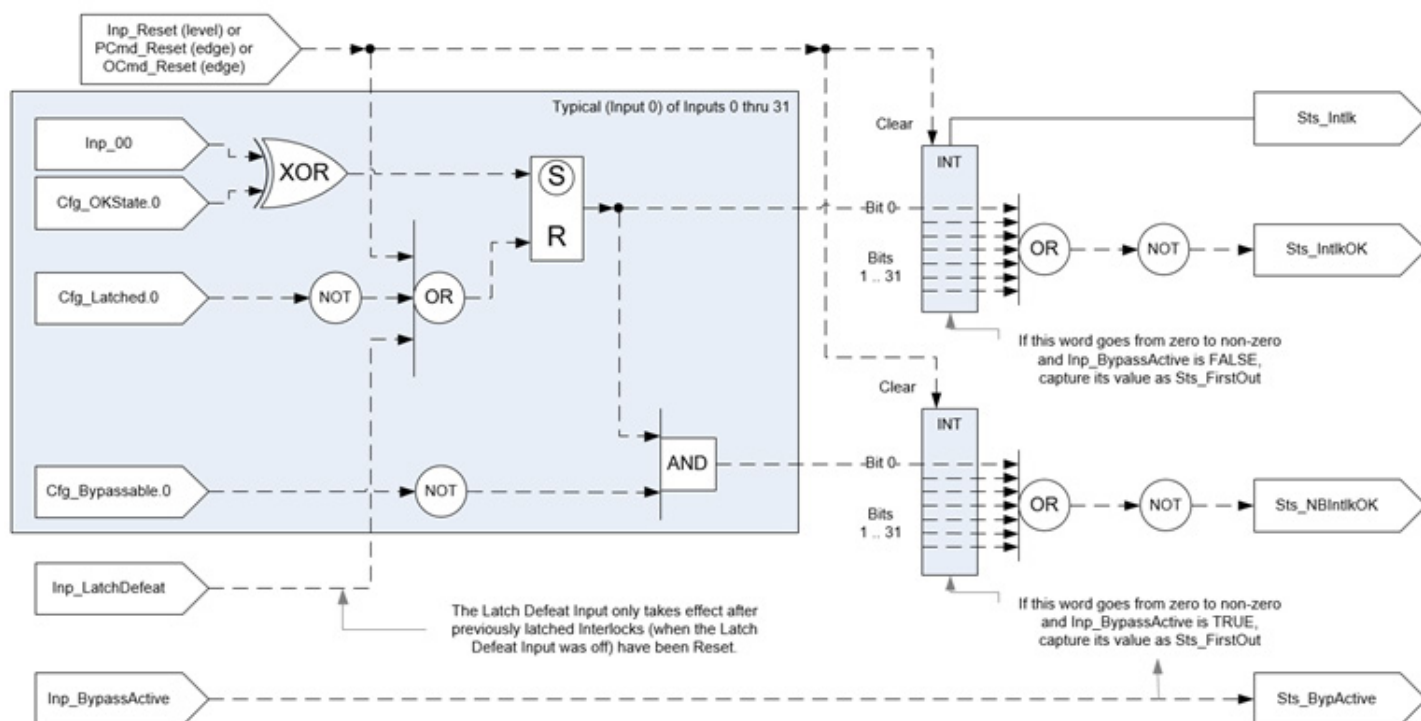 Inp_Reset (level) or
PCmd_Reset (edge) or
OCmd_Reset (edge)
Typical (Input 0) of Inputs 0 thru 31
Inp_00
XOR
Cfg_OKState.0
S
R
Cfg_Latched.0
NOT
OR
Cfg_Bypassable.0
NOT
AND
Inp_LatchDefeat
The Latch Defeat Input only takes effect after
previously latched Interlocks (when the Latch
Defeat Input was off) have been Reset.
Inp_BypassActive
Clear
INT
Bit 0
Bits
1 .. 31
OR
NOT
Sts_Intlk
Sts_IntlkOK
If this word goes from zero to non-zero
and Inp_BypassActive is FALSE,
capture its value as Sts_FirstOut
Clear
INT
Bit 0
Bits
1 .. 31
OR
NOT
Sts_NBIntlkOK
If this word goes from zero to non-zero
and Inp_BypassActive is TRUE,
capture its value as Sts_FirstOut
Sts_BypActive